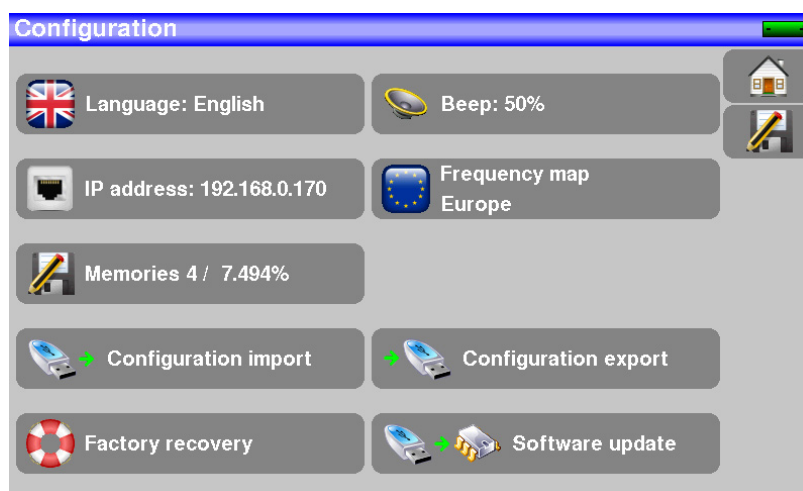 Configuration
Language: English
Beep: 50%
IP address: 192.168.0.170
Frequency map
Europe
Memories 4 / 7.494%
Configuration import
Configuration export
Factory recovery
Software update